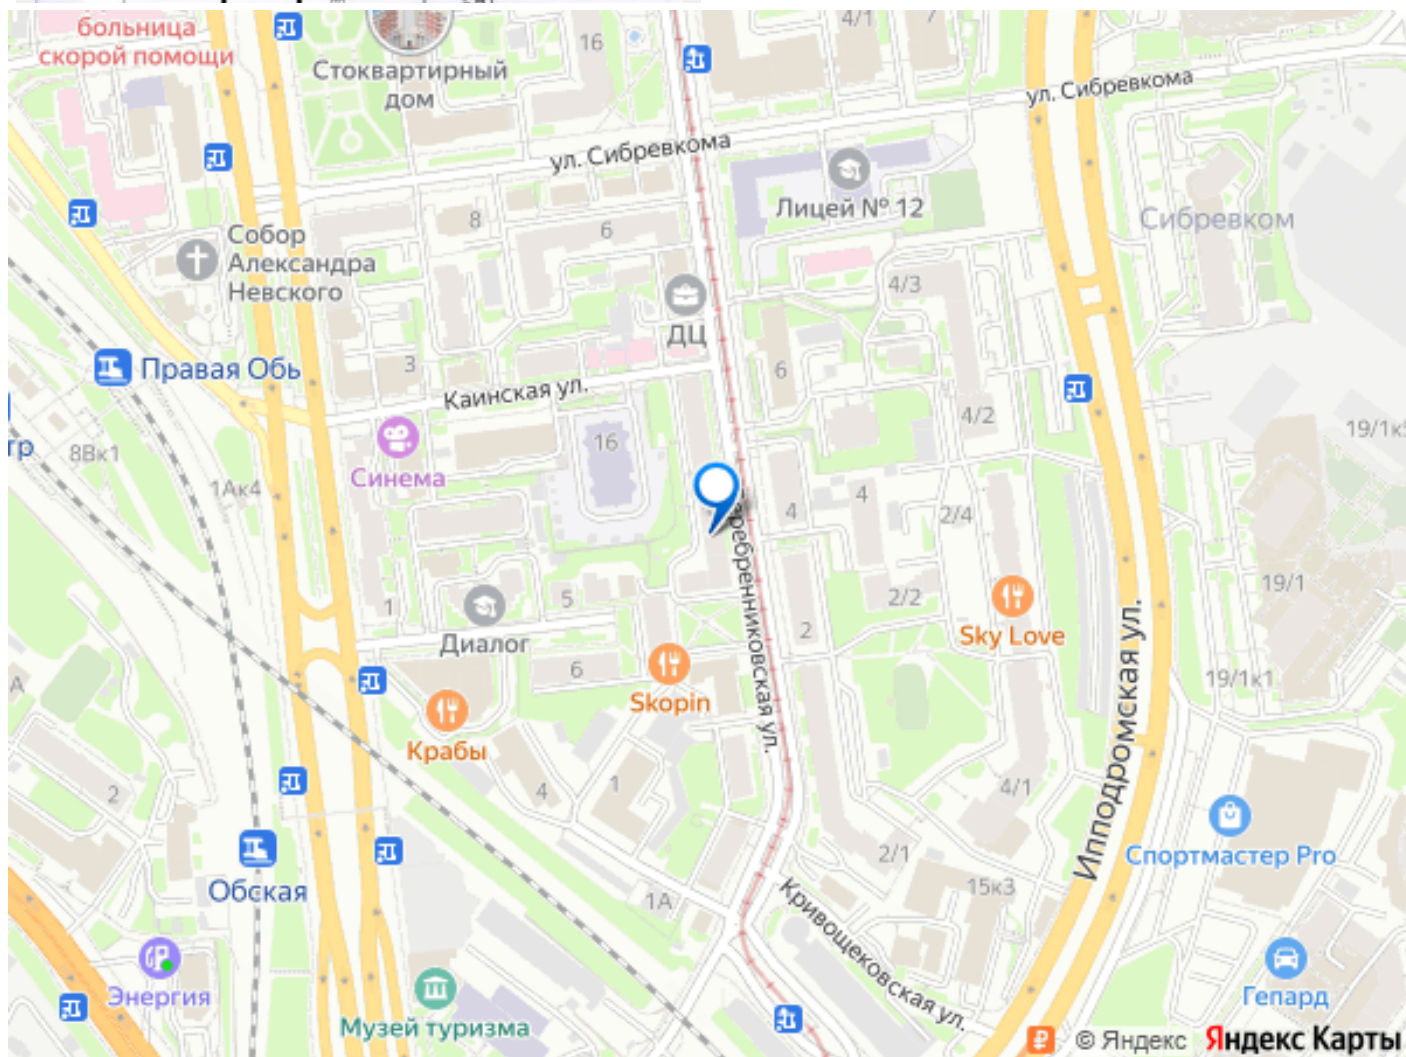 больница
скорой помощи
Стоквартирный
дом
16
4/1
7
ул. Сибревкома
ул. Сибревкома
Лицей № 12
Сибревком
8
6
Собор
Александра
Невского
ДЦ
4/3
Правая Обь
3
Каинская ул.
6
4/2
19/1к5
тр
8Вк1
1Ак4
Синема
16
4
4
2/4
19/1
1
Диалог
5
6
2/2
2
Sky Love
Skopin
19/1к1
Серебренниковская ул.
Крабы
Ипподромская ул.
2
4
1
4/1
Обская
2/1
15к3
Спортмастер Pro
1А
А
Кривощековская ул.
Энергия
Музей туризма
Гепард
© Яндекс Яндекс Карты